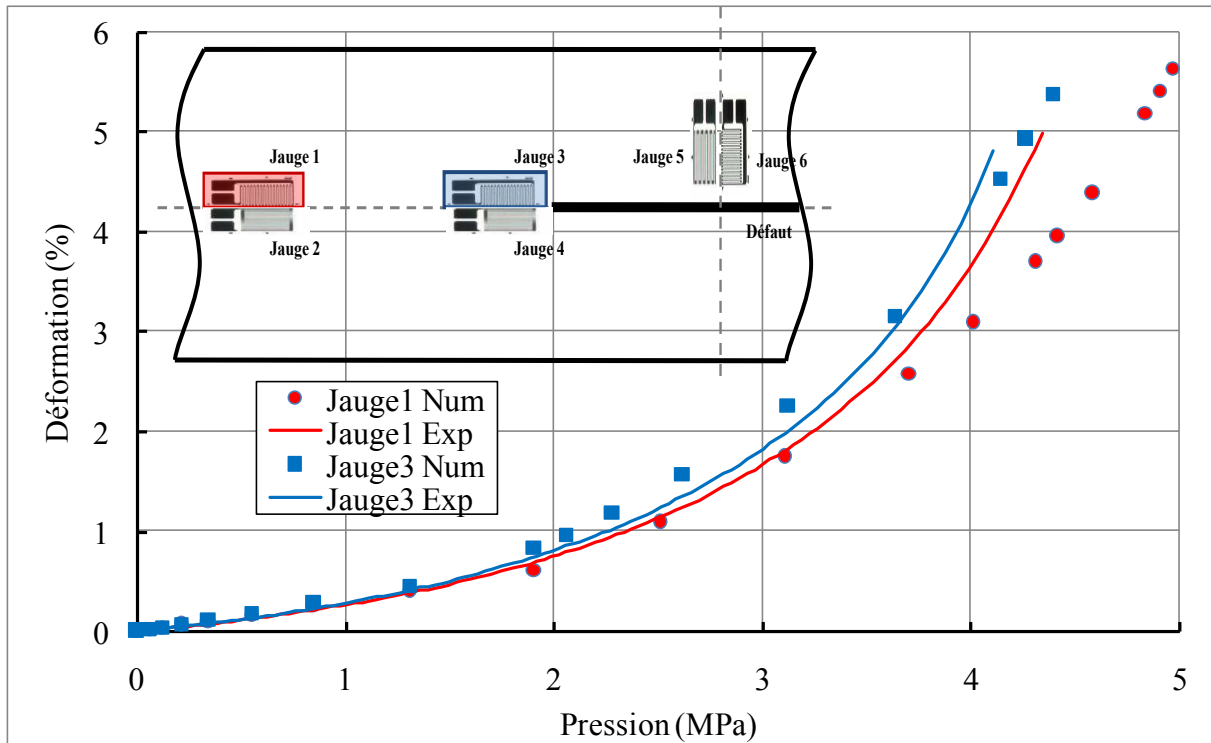 6
5
4
3
2
1
0
Déformation (%)
Jauge 1
Jauge 3
Jauge 5
Jauge 6
Jauge 2
Jauge 4
Défaut
Jauge1 Num
Jauge1 Exp
Jauge3 Num
Jauge3 Exp
0 1 2 3 4 5
Pression (MPa)